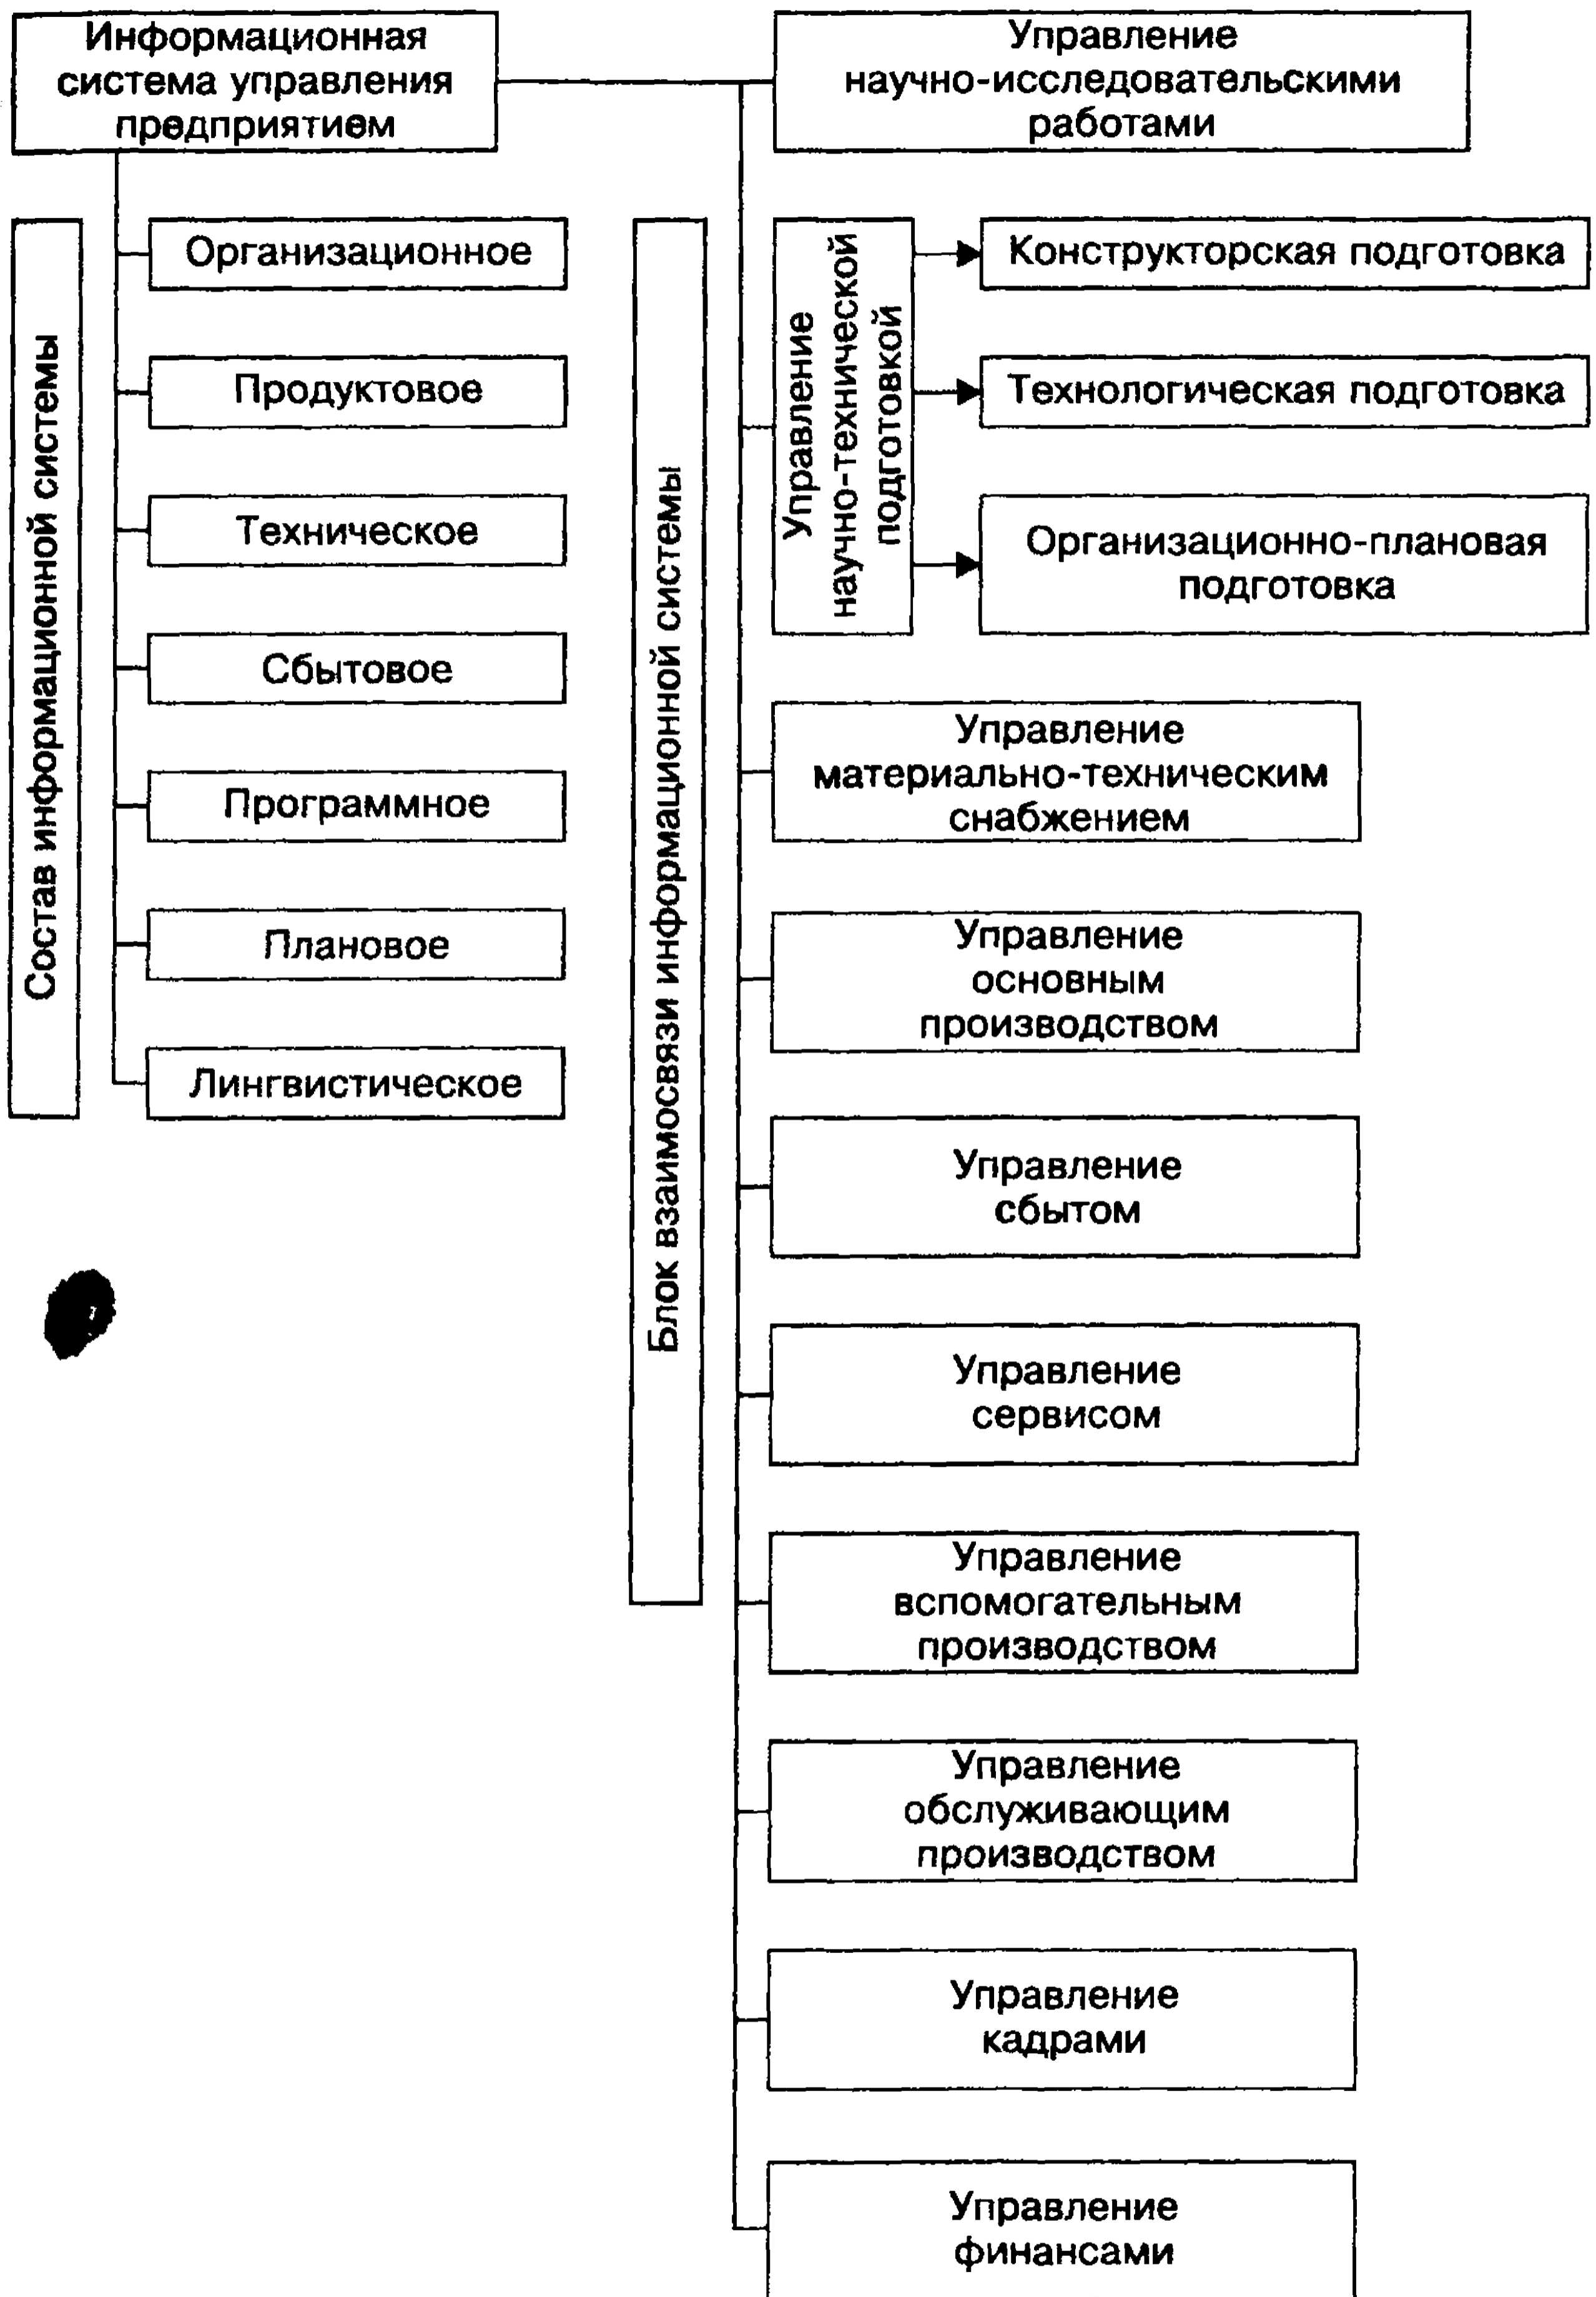 Информационная
система управления
предприятием
Управление
научно-исследовательскими
работами
Состав информационной системы
Организационное
Продуктовое
Техническое
Сбытовое
Программное
Плановое
Лингвистическое
Блок взаимосвязи информационной системы
Управление
научно-технической
подготовкой
Конструкторская подготовка
Технологическая подготовка
Организационно-плановая
подготовка
Управление
материально-техническим
снабжением
Управление
основным
производством
Управление
сбытом
Управление
сервисом
Управление
вспомогательным
производством
Управление
обслуживающим
производством
Управление
кадрами
Управление
финансами